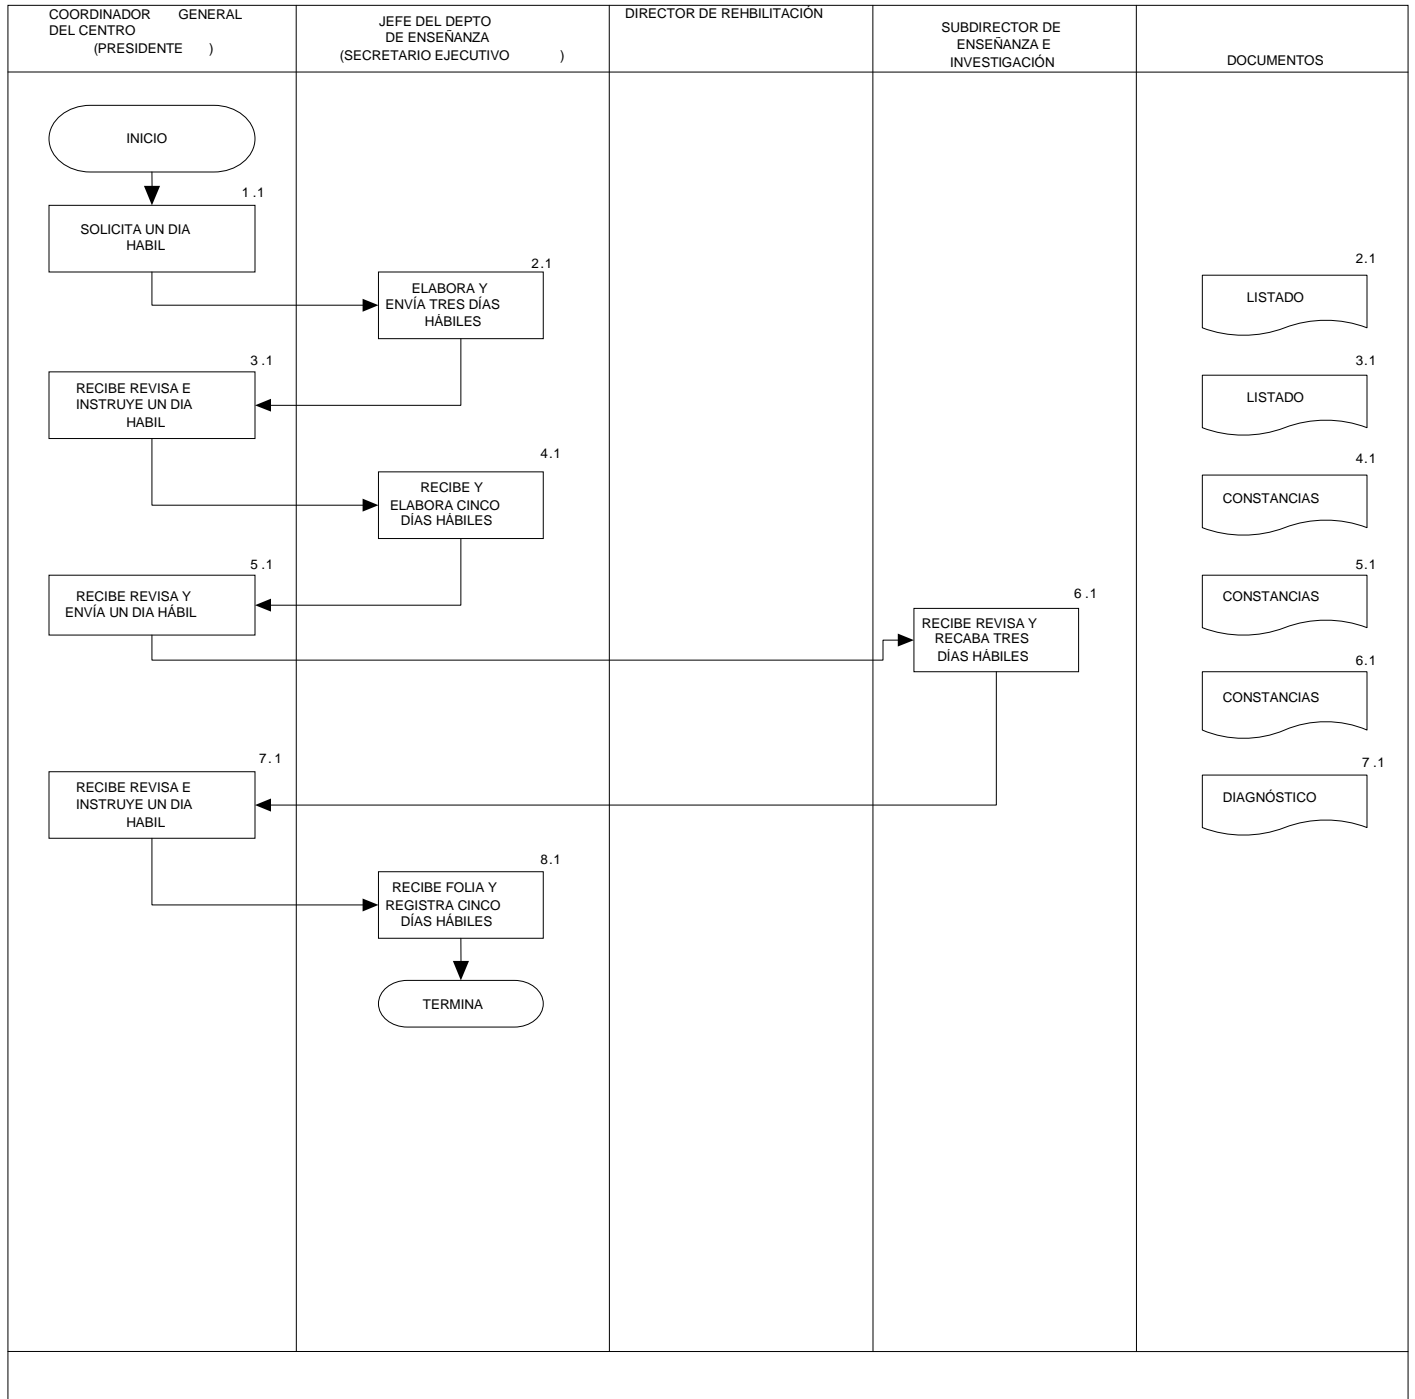 COORDINADOR GENERAL
DEL CENTRO
(PRESIDENTE )
JEFE DEL DEPTO
DE ENSEÑANZA
(SECRETARIO EJECUTIVO )
DIRECTOR DE REHBILITACIÓN
SUBDIRECTOR DE
ENSEÑANZA E
INVESTIGACIÓN
DOCUMENTOS
INICIO
1.1
SOLICITA UN DIA
HABIL
2.1
ELABORA Y
ENVÍA TRES DÍAS
HÁBILES
2.1
LISTADO
3.1
RECIBE REVISA E
INSTRUYE UN DIA
HABIL
3.1
LISTADO
4.1
RECIBE Y
ELABORA CINCO
DÍAS HÁBILES
4.1
CONSTANCIAS
5.1
RECIBE REVISA Y
ENVÍA UN DIA HÁBIL
5.1
CONSTANCIAS
6.1
RECIBE REVISA Y
RECABA TRES
DÍAS HÁBILES
6.1
CONSTANCIAS
7.1
RECIBE REVISA E
INSTRUYE UN DIA
HABIL
7.1
DIAGNÓSTICO
8.1
RECIBE FOLIA Y
REGISTRA CINCO
DÍAS HÁBILES
TERMINA